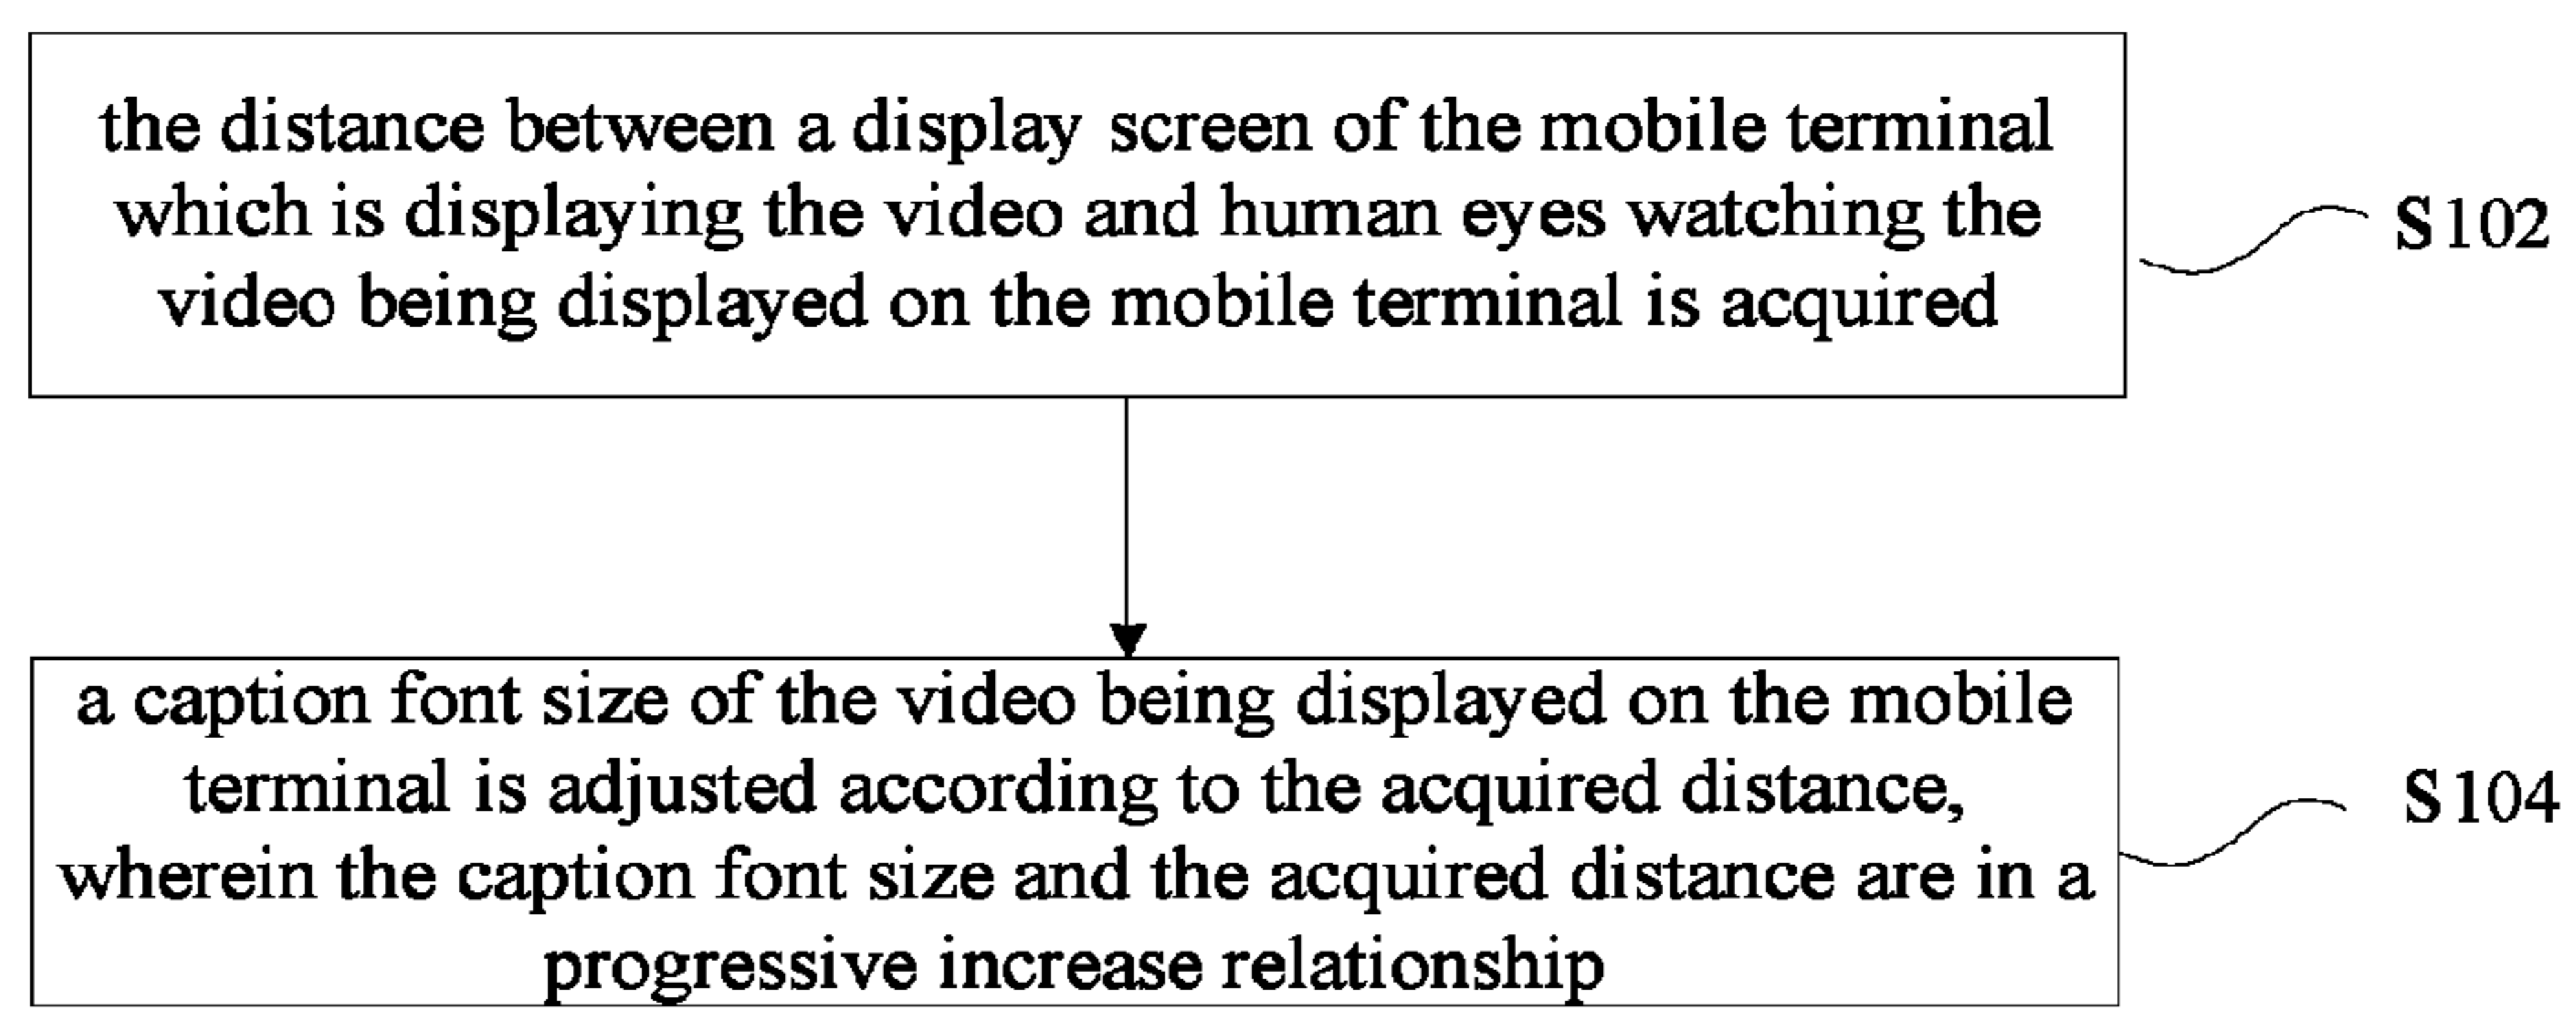 the distance between a display screen of the mobile terminal
which is displaying the video and human eyes watching the
video being displayed on the mobile terminal is acquired
S102
a caption font size of the video being displayed on the mobile
terminal is adjusted according to the acquired distance,
wherein the caption font size and the acquired distance are in a
progressive increase relationship
S104